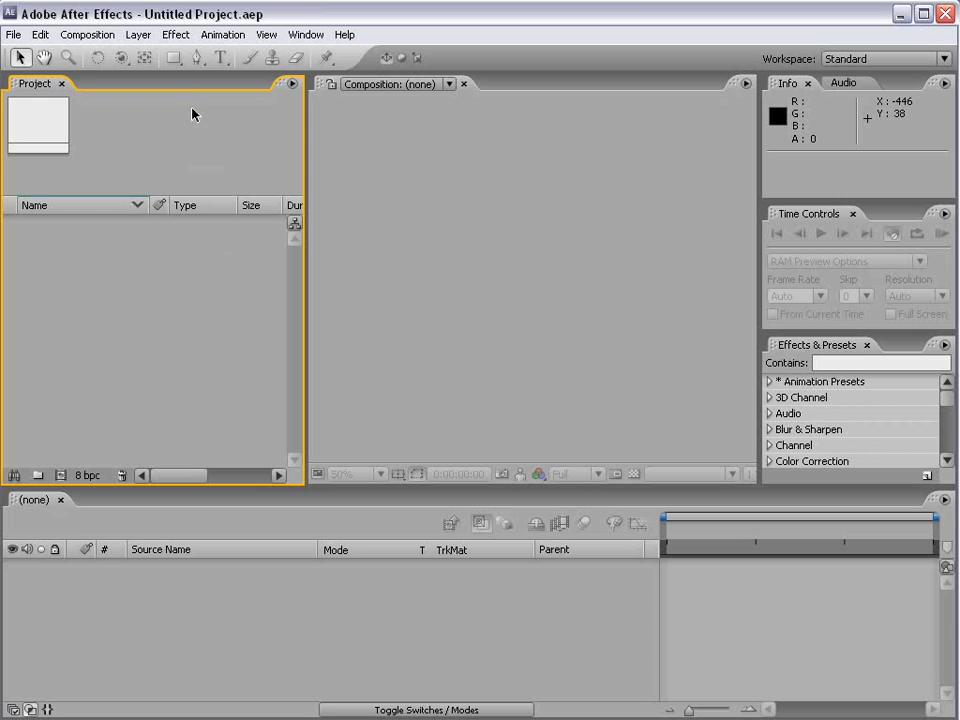 Adobe After Effects - Untitled Project.aep
File Edit Composition Layer Effect Animation View Window Help
Workspace: Standard
Project
Composition: (none)
Info Audio
R :
G :
B :
A : 0
X : -446
Y : 38
Name Type Size Dur
Time Controls
RAM Preview Options
Frame Rate Skip Resolution
Auto 0 Auto
From Current Time Full Screen
Effects & Presets
Contains:
* Animation Presets
3D Channel
Audio
Blur & Sharpen
Channel
Color Correction
8 bpc
50% 0:00:00:00 Full
(none)
# Source Name Mode T TrkMat Parent
Toggle Switches / Modes